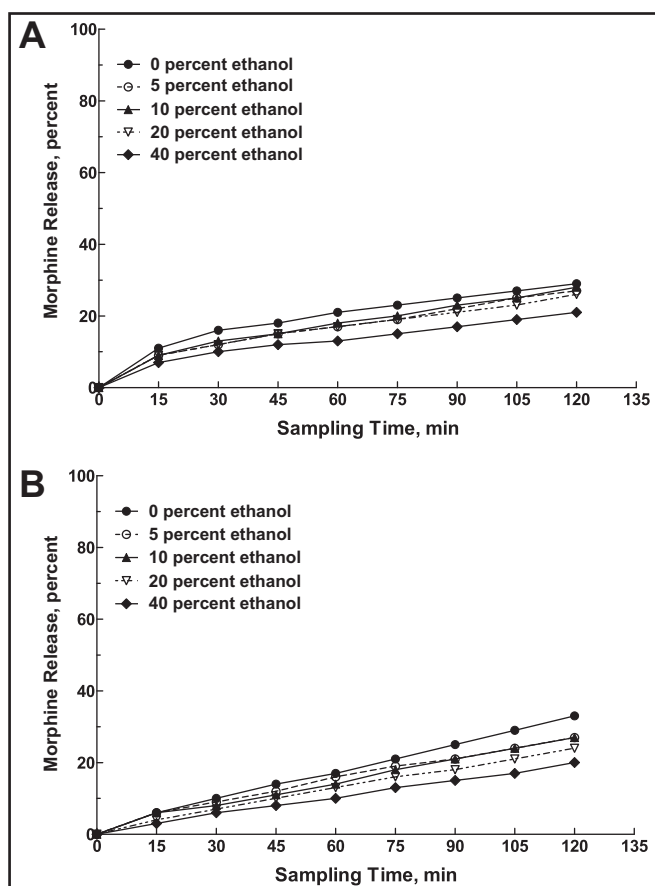 A
100
80
60
40
20
0
Morphine Release, percent
0 percent ethanol
5 percent ethanol
10 percent ethanol
20 percent ethanol
40 percent ethanol
0 15 30 45 60 75 90 105 120 135
Sampling Time, min
B
100
80
60
40
20
0
Morphine Release, percent
0 percent ethanol
5 percent ethanol
10 percent ethanol
20 percent ethanol
40 percent ethanol
0 15 30 45 60 75 90 105 120 135
Sampling Time, min